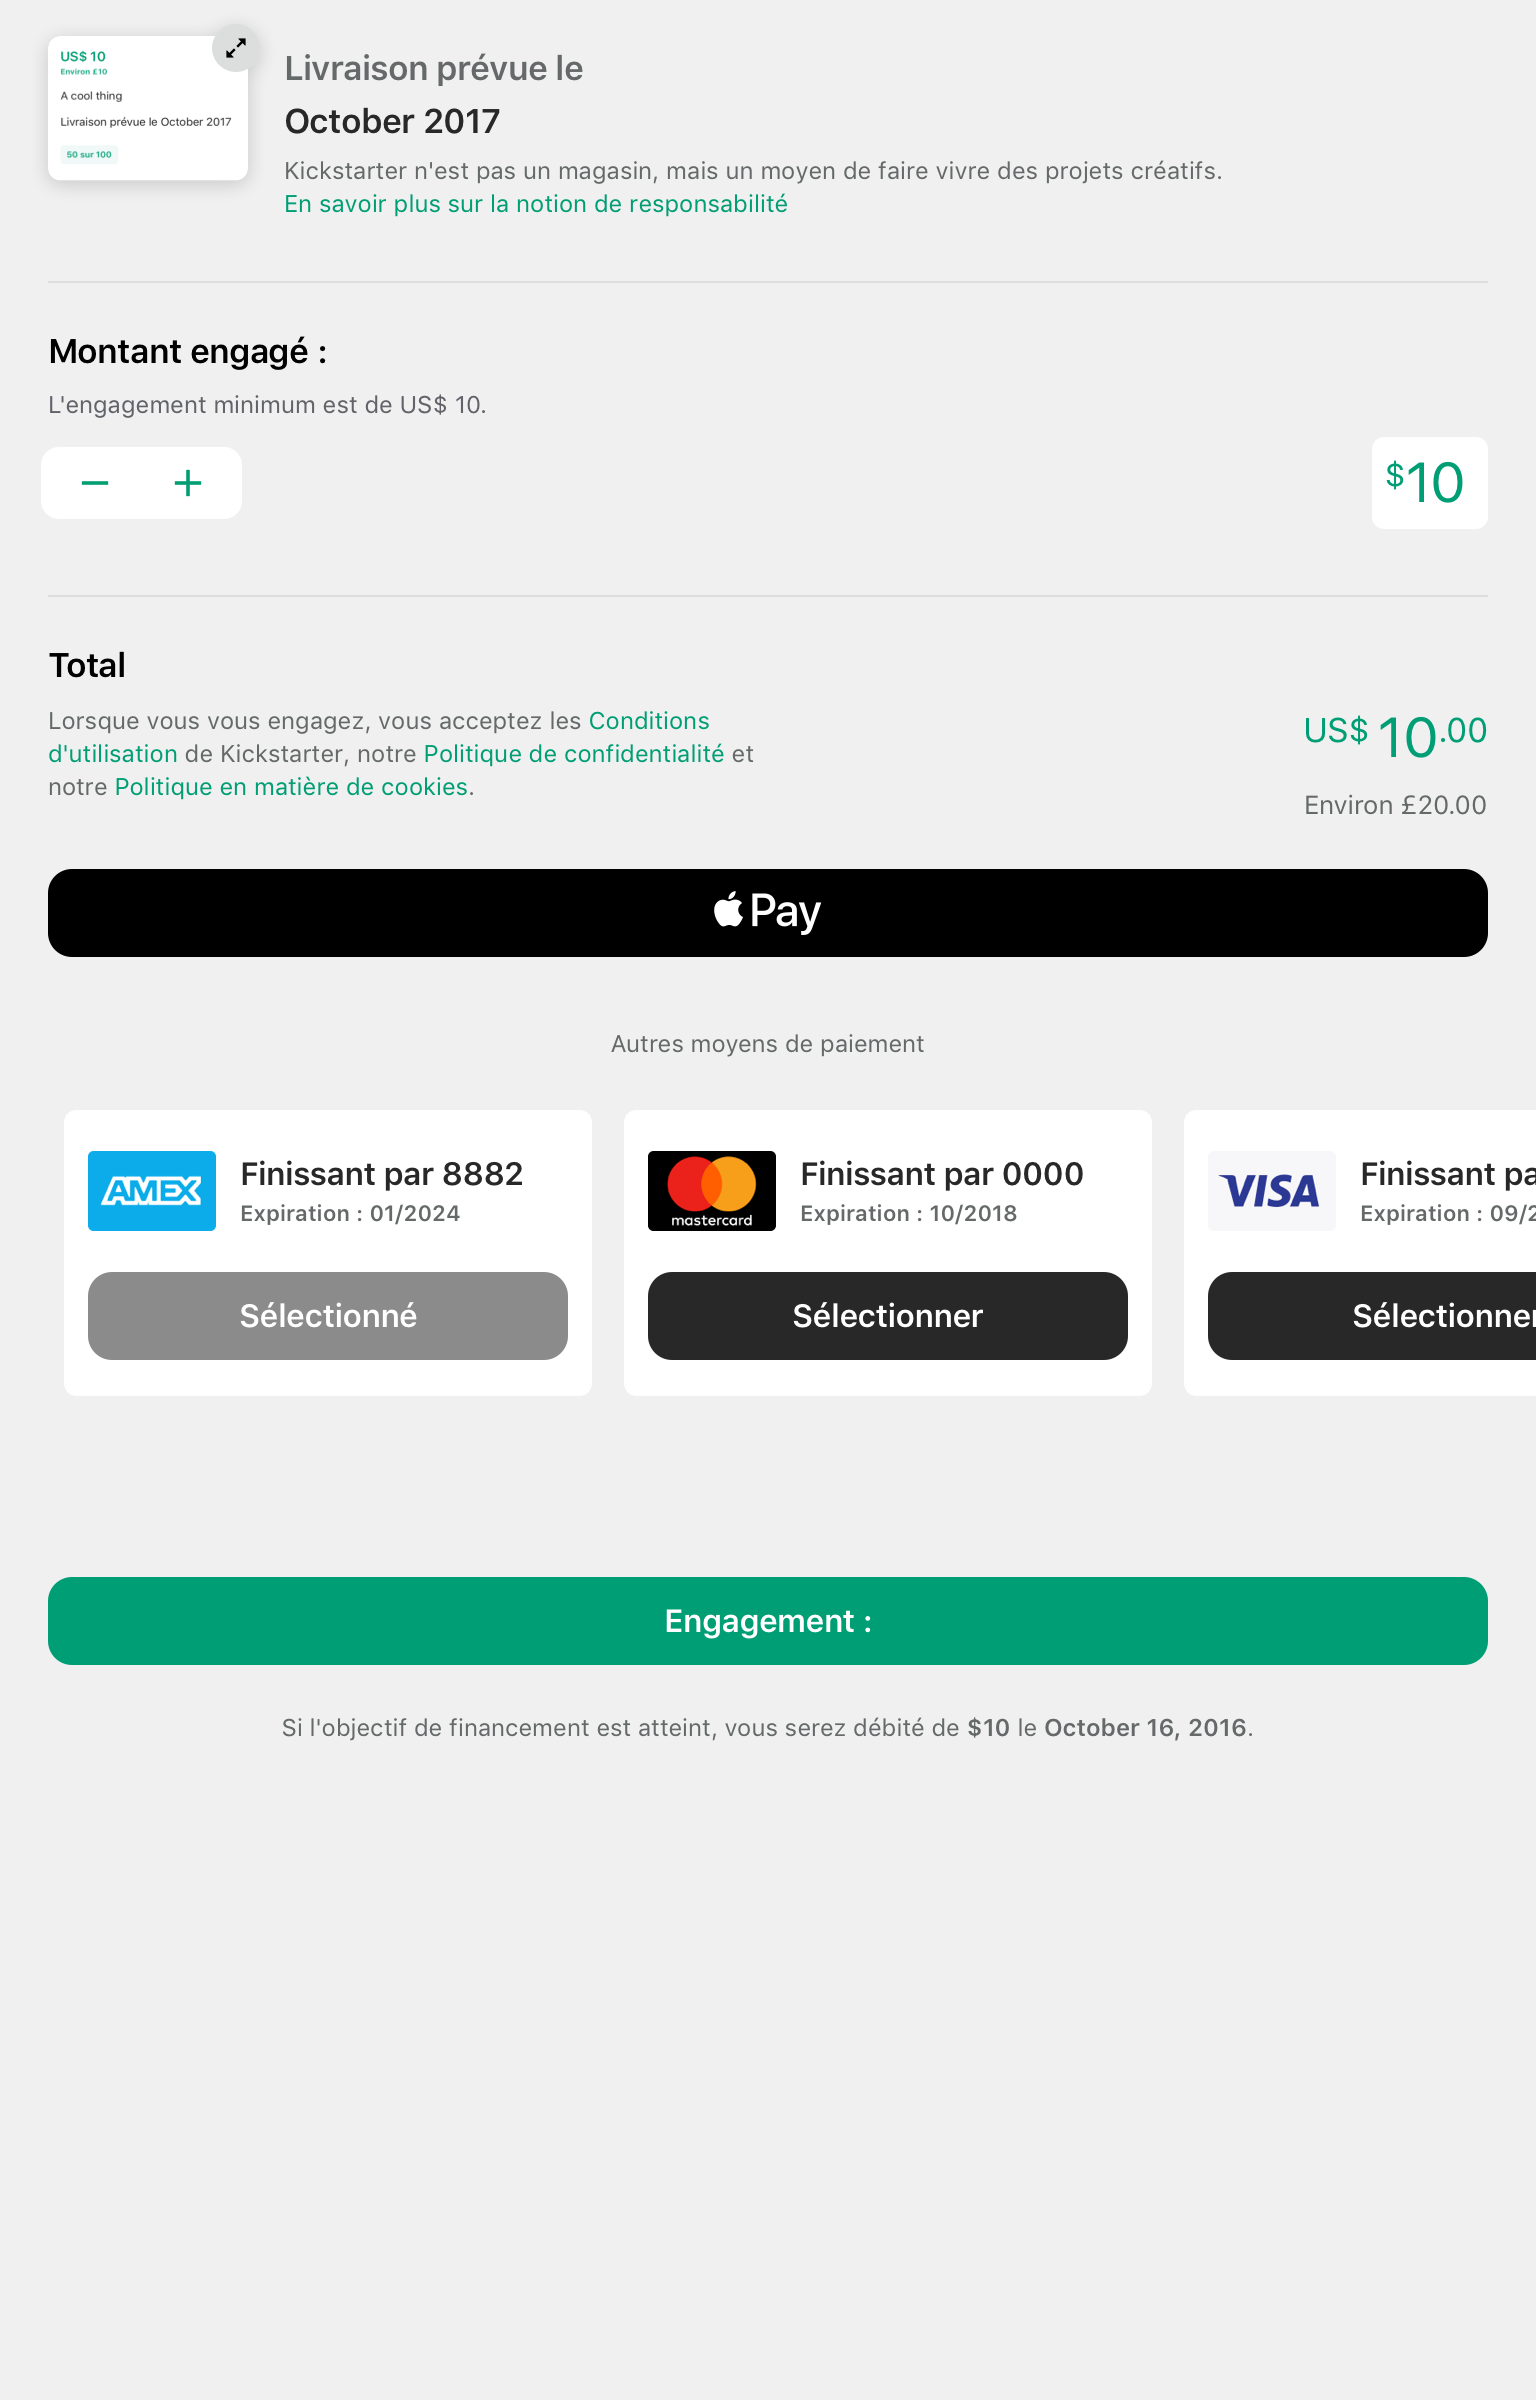 US$ 10
Environ £10
A cool thing
Livraison prévue le October 2017
50 sur 100
Livraison prévue le
October 2017
Kickstarter n'est pas un magasin, mais un moyen de faire vivre des projets créatifs.
En savoir plus sur la notion de responsabilité
Montant engagé :
L'engagement minimum est de US$ 10.
− +
$10
Total
Lorsque vous vous engagez, vous acceptez les Conditions
d'utilisation de Kickstarter, notre Politique de confidentialité et
notre Politique en matière de cookies.
US$ 10.00
Environ £20.00
Pay
Autres moyens de paiement
AMEX
Finissant par 8882
Expiration : 01/2024
Sélectionné
mastercard
Finissant par 0000
Expiration : 10/2018
Sélectionner
VISA
Finissant pa
Expiration : 09/2
Sélectionner
Engagement :
Si l'objectif de financement est atteint, vous serez débité de $10 le October 16, 2016.